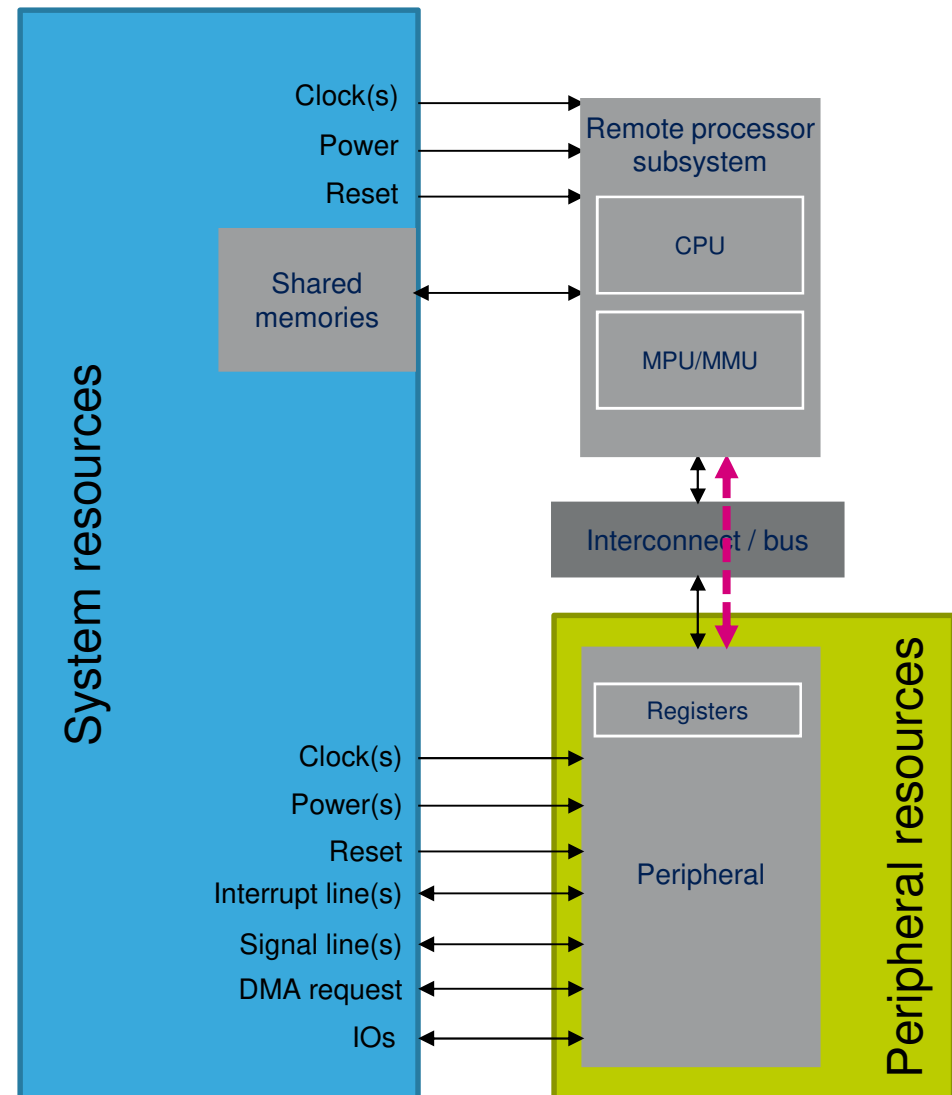 Clock(s)
Power
Reset
Shared
memories
System resources
Remote processor
subsystem
CPU
MPU/MMU
Interconnect / bus
Registers
Peripheral
Peripheral resources
Clock(s)
Power(s)
Reset
Interrupt line(s)
Signal line(s)
DMA request
IOs